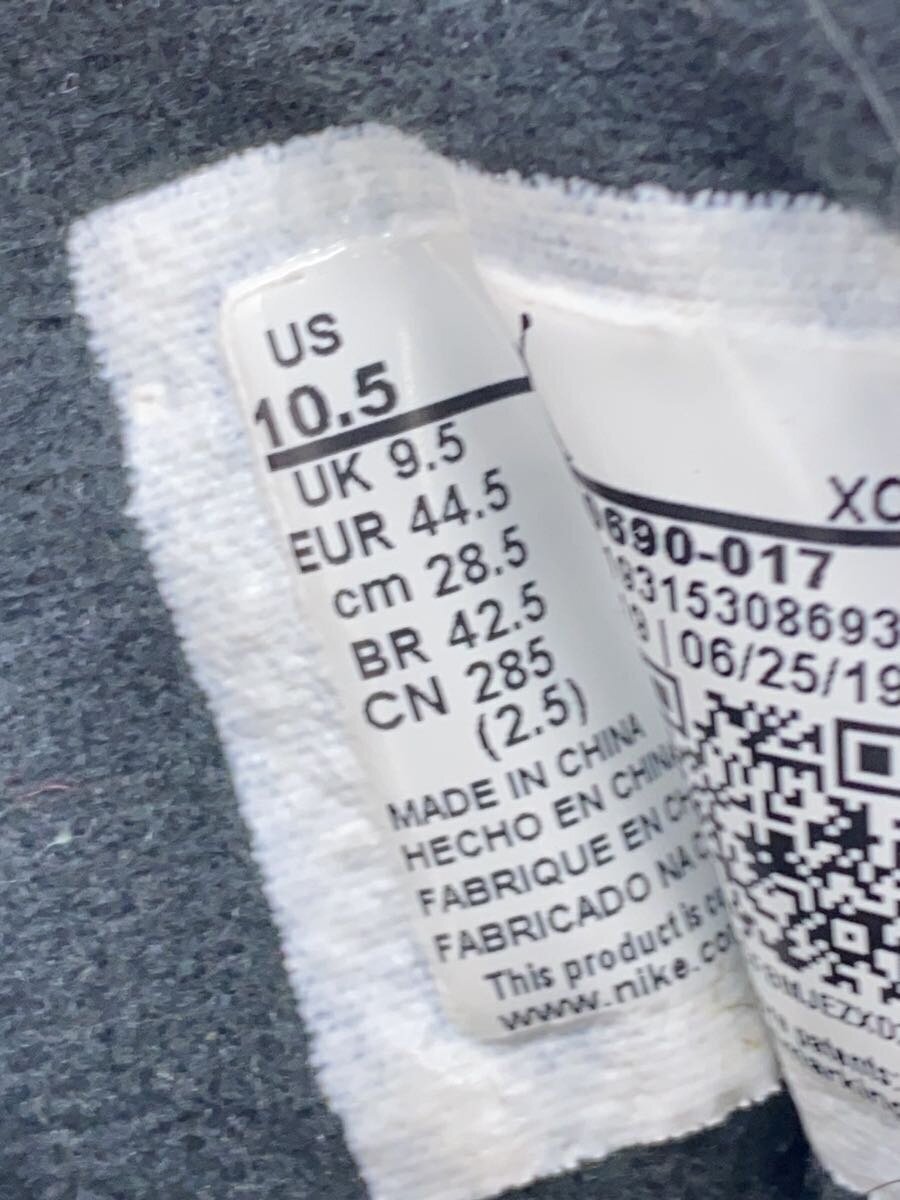 US
10.5
UK 9.5
EUR 44.5
cm 28.5
BR 42.5
CN 285
(2.5)
MADE IN CHINA
HECHO EN CHINA
FABRIQUE EN
FABRICADO NA
This product is
www.nike.co
XC
690-017
9315308693
06/25/19